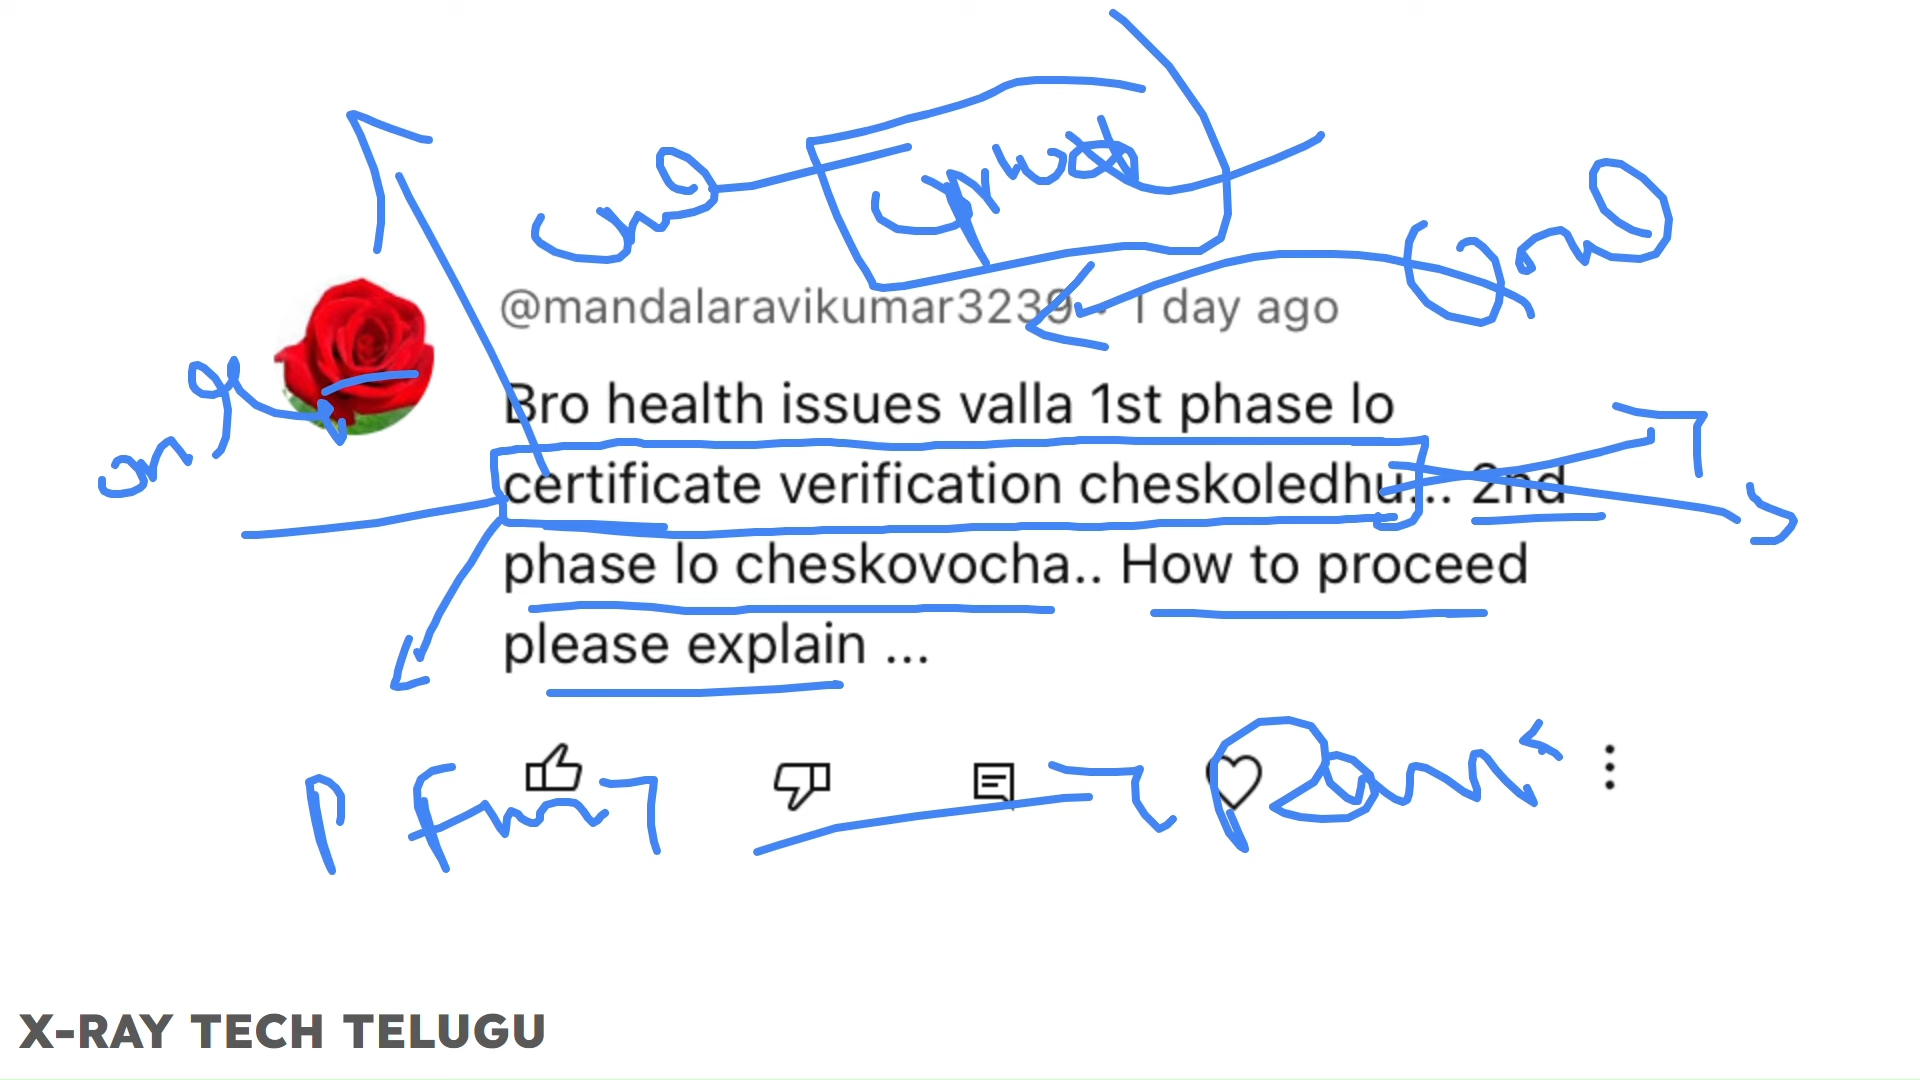 @mandalaravikumar3239 · 1 day ago
Bro health issues valla 1st phase lo
certificate verification cheskoledhu... 2nd
phase lo cheskovocha.. How to proceed
please explain ...
X-RAY TECH TELUGU